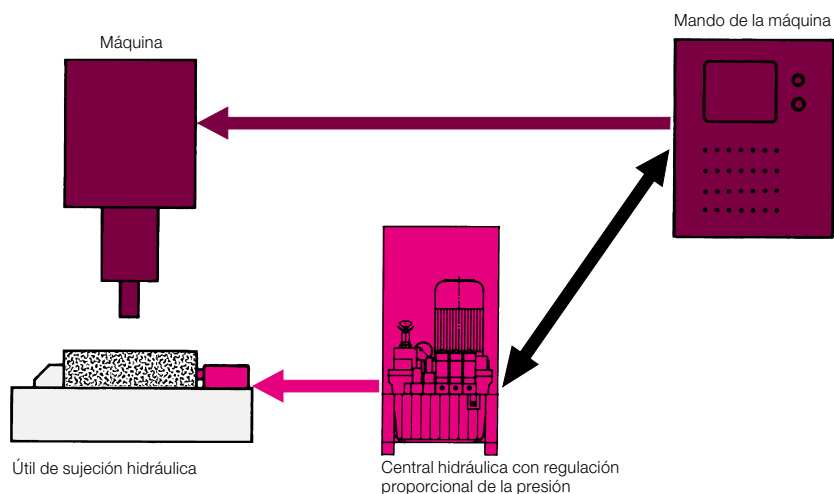 Mando de la máquina
Máquina
Útil de sujeción hidráulica
Central hidráulica con regulación
proporcional de la presión